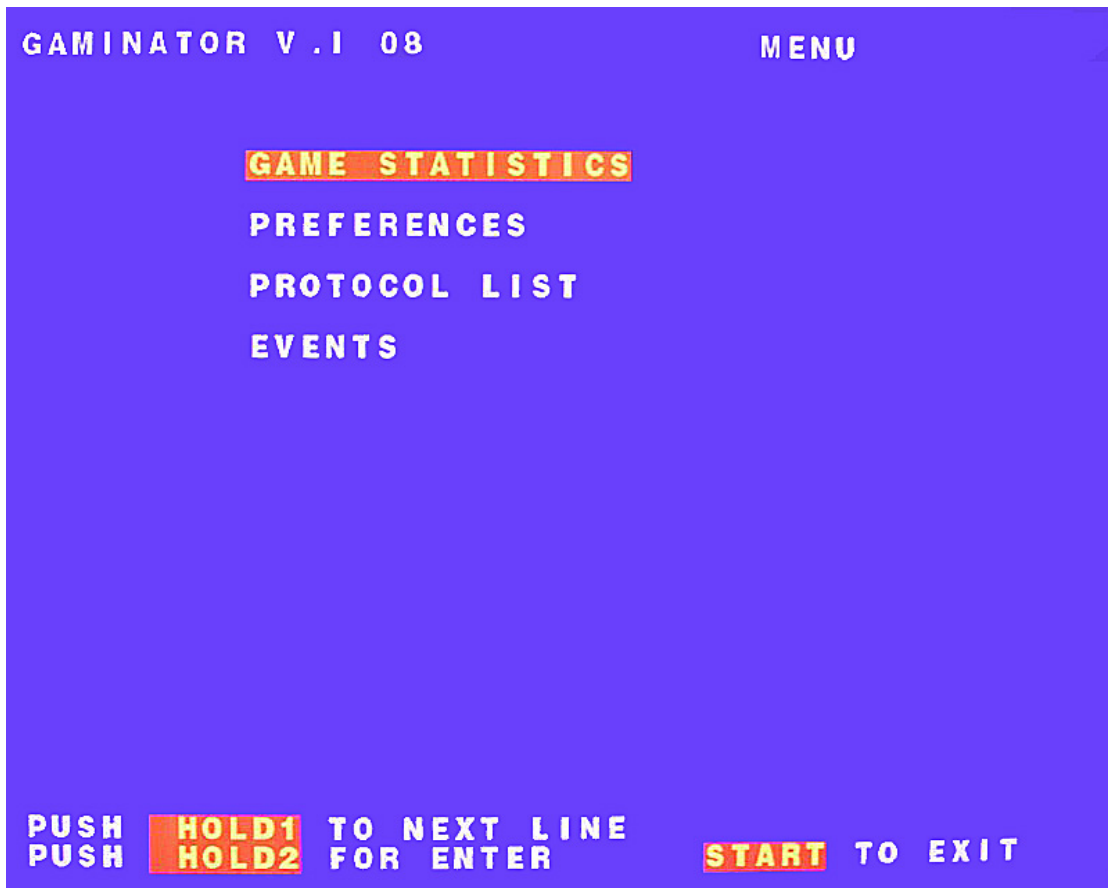 GAMINATOR V.I 08 MENU
GAME STATISTICS
PREFERENCES
PROTOCOL LIST
EVENTS
PUSH HOLD1 TO NEXT LINE
PUSH HOLD2 FOR ENTER
START TO EXIT